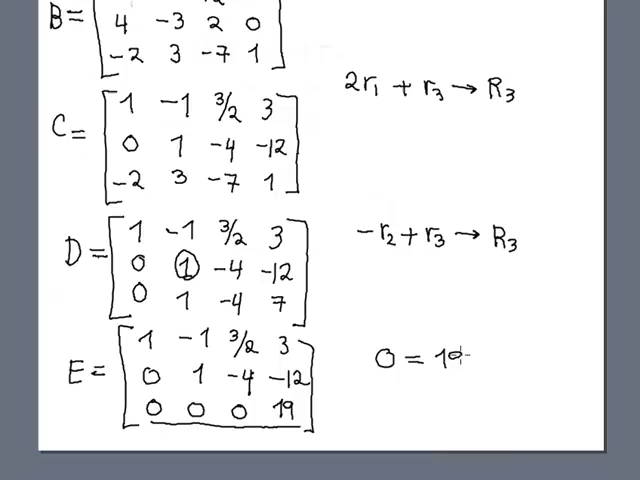 B = 4 -3 2 0
-2 3 -7 1
2r₁ + r₃ → R₃
C = 1 -1 3/2 3
0 1 -4 -12
-2 3 -7 1
D = 1 -1 3/2 3
0 1 -4 -12
0 1 -4 7
-r₂ + r₃ → R₃
E = 1 -1 3/2 3
0 1 -4 -12
0 0 0 19
0 = 19